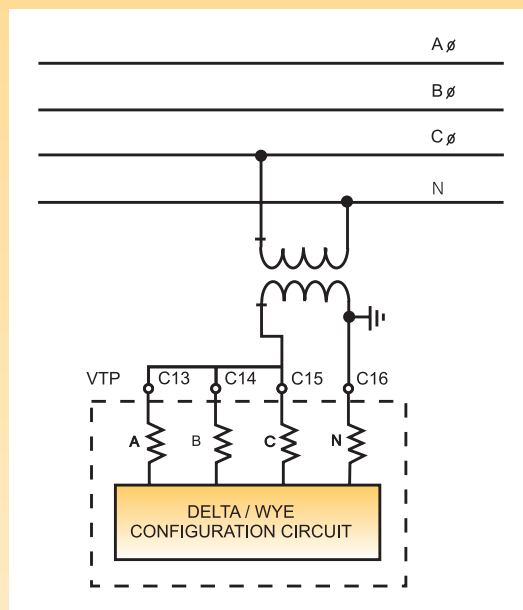 A ø
B ø
C ø
N
VTP C13 C14 C15 C16
A B C N
DELTA / WYE
CONFIGURATION CIRCUIT